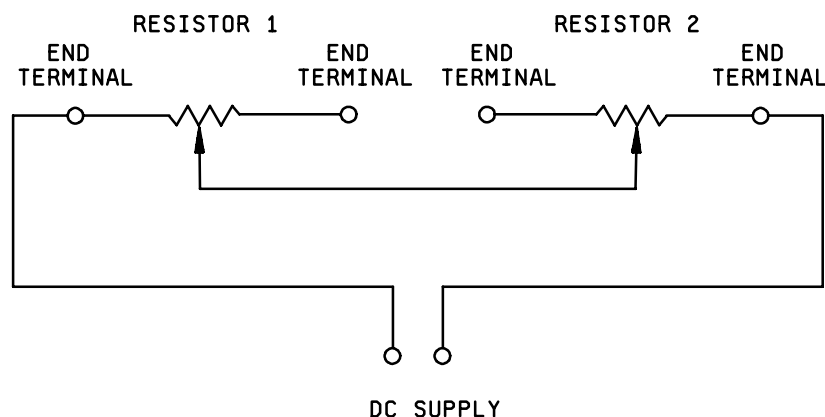 RESISTOR 1
RESISTOR 2
END
TERMINAL
END
TERMINAL
END
TERMINAL
END
TERMINAL
DC SUPPLY